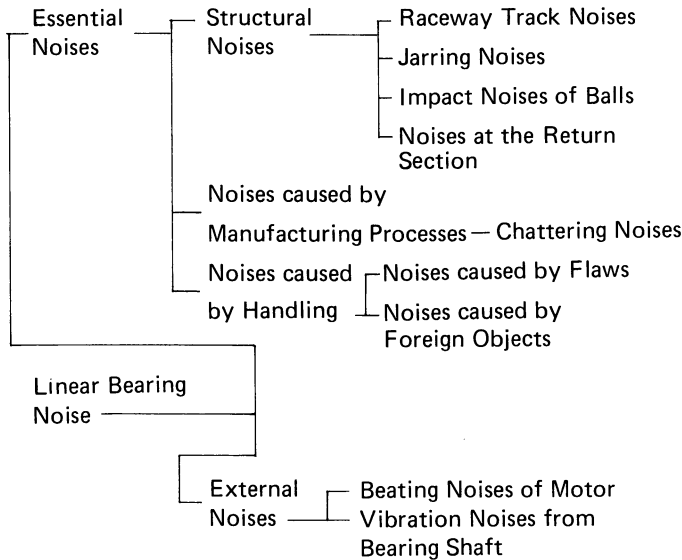 Essential
Noises
Structural
Noises
Raceway Track Noises
Jarring Noises
Impact Noises of Balls
Noises at the Return
Section
Noises caused by
Manufacturing Processes — Chattering Noises
Noises caused
by Handling
Noises caused by Flaws
Noises caused by
Foreign Objects
Linear Bearing
Noise
External
Noises
Beating Noises of Motor
Vibration Noises from
Bearing Shaft